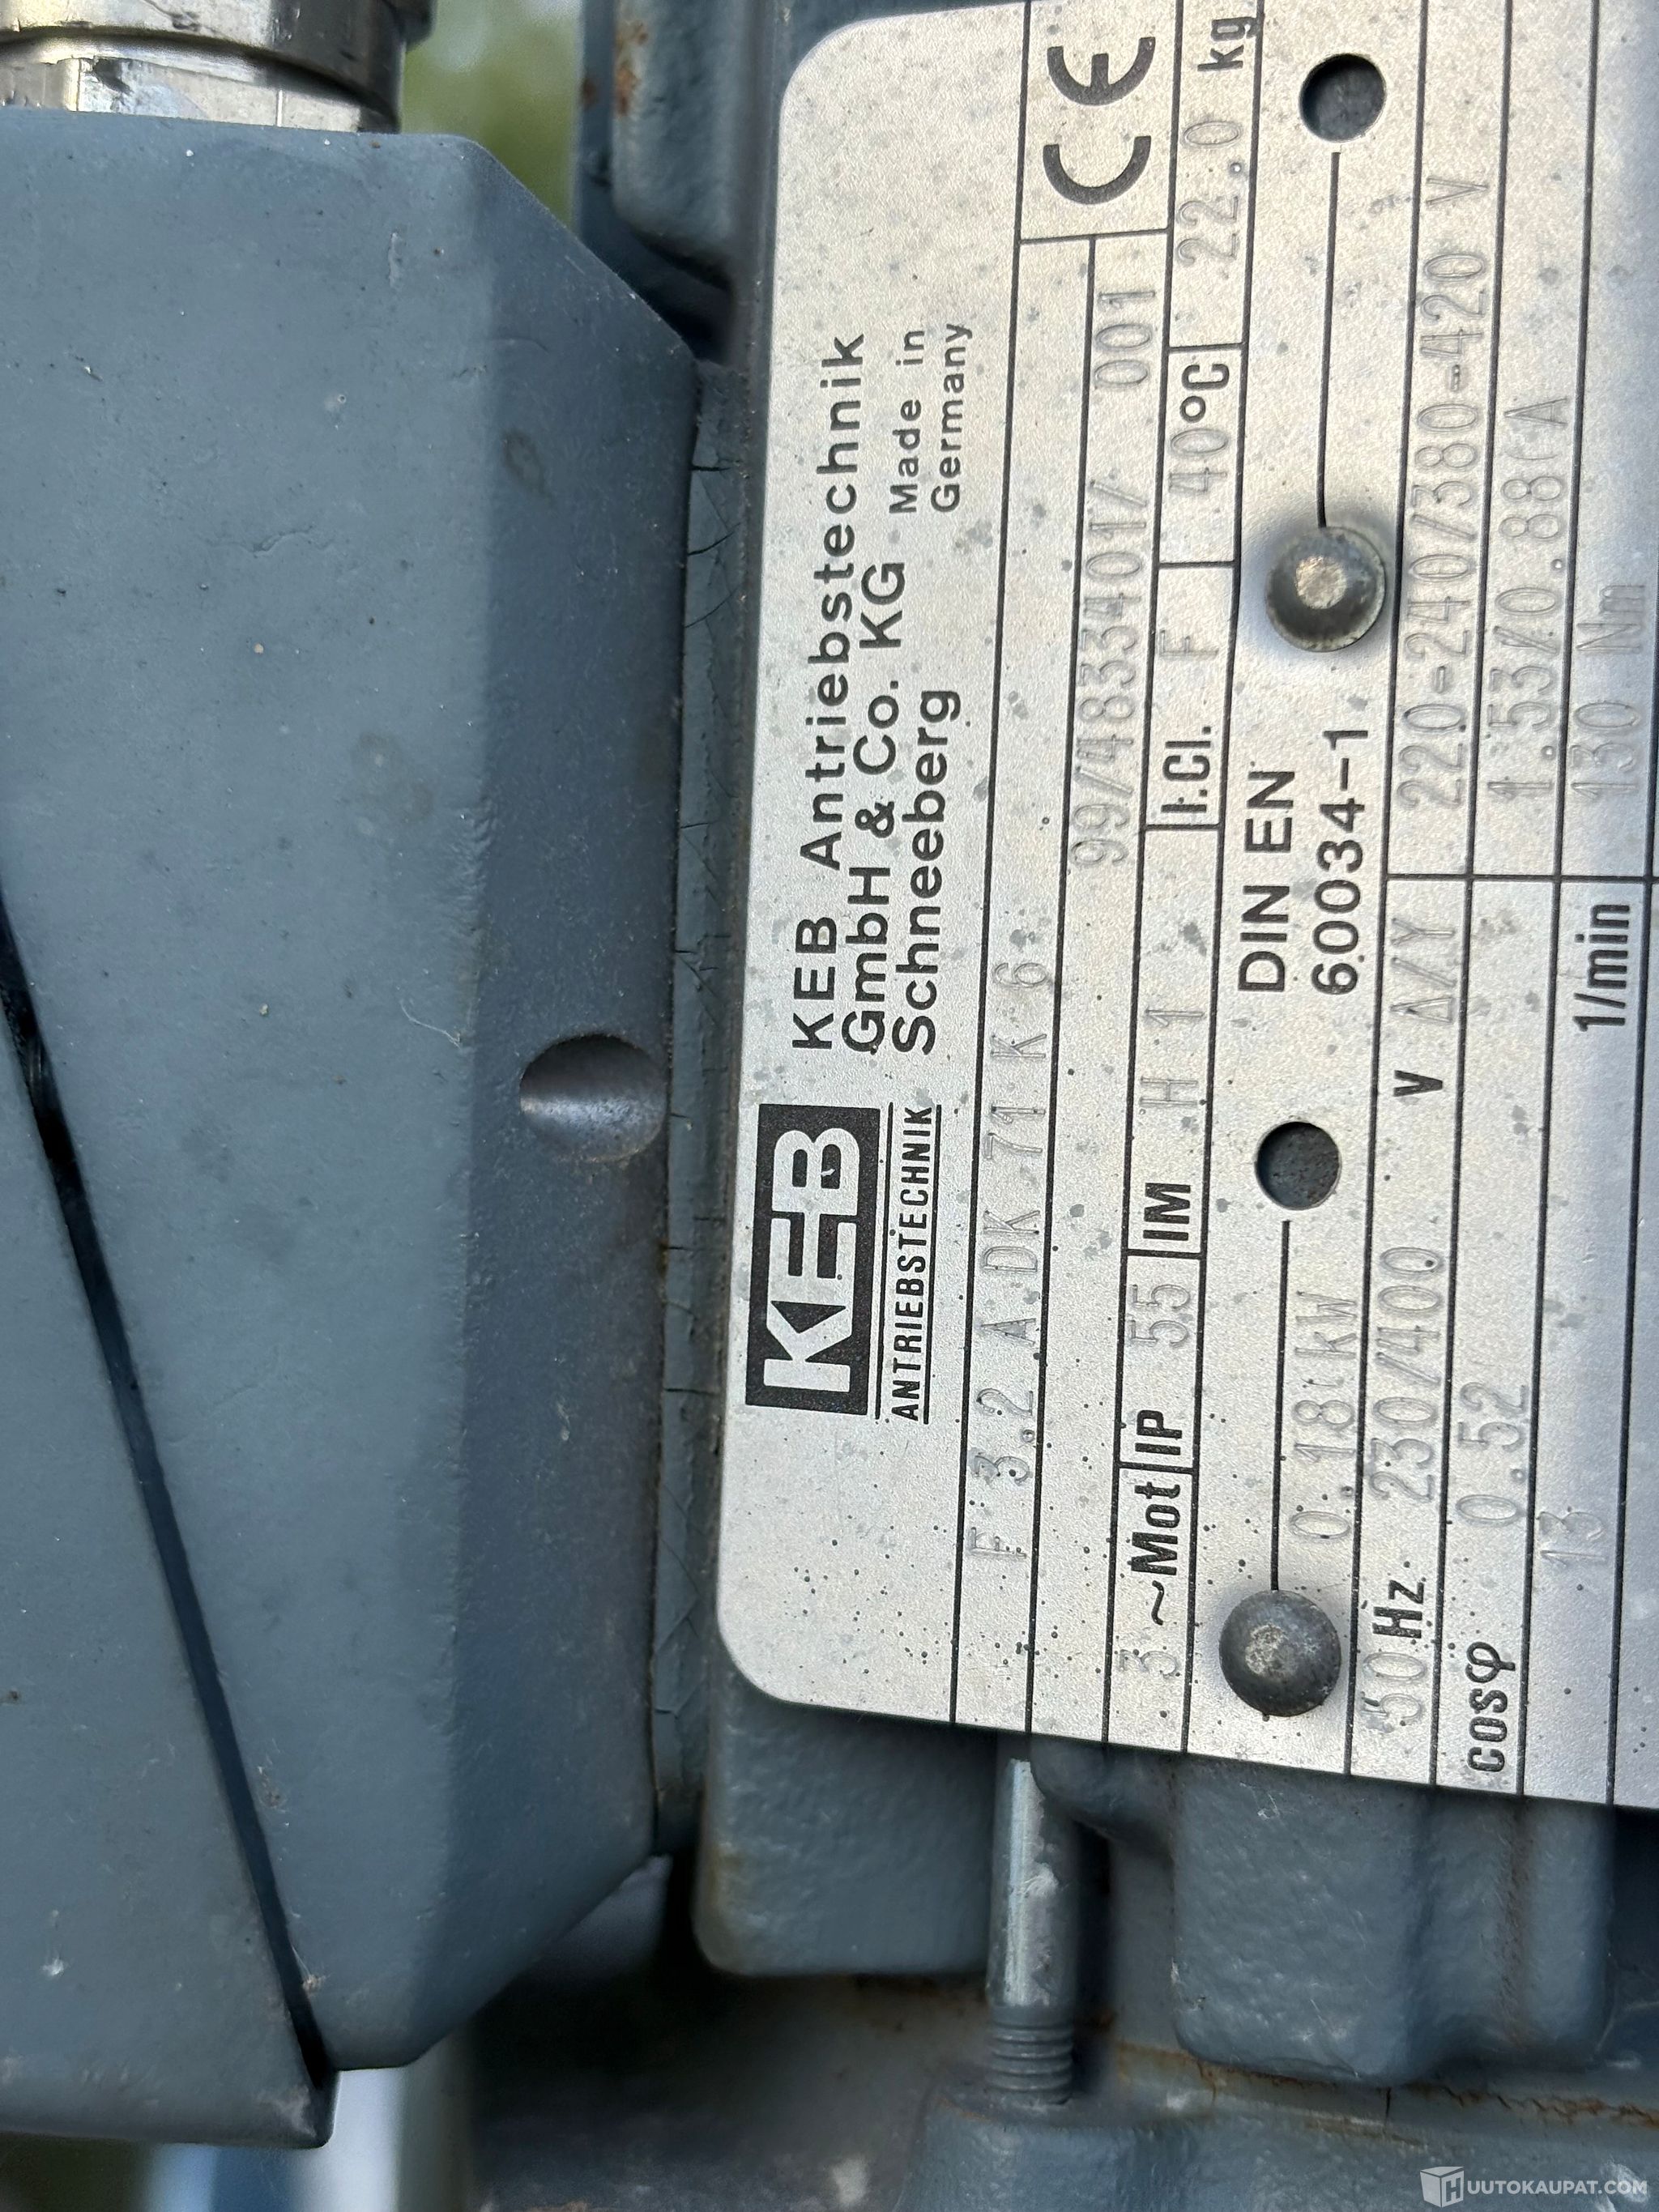 KEB
ANTRIEBSTECHNIK
KEB Antriebstechnik
GmbH & Co. KG
Schneeberg
Made in
Germany
F 3.2 A DK 71 K 6
99/4833401/ 001
CE
3 ~Mot IP 55 IM H 1 I.Cl. F 40°C 22.0 kg
0.18 kW
DIN EN
60034-1
50 Hz 230/400 V Δ/Y 220-240/380-420 V
cosφ 0.52 1.53/0.88 A
13 1/min 130 Nm
HUUTOKAUPAT.COM